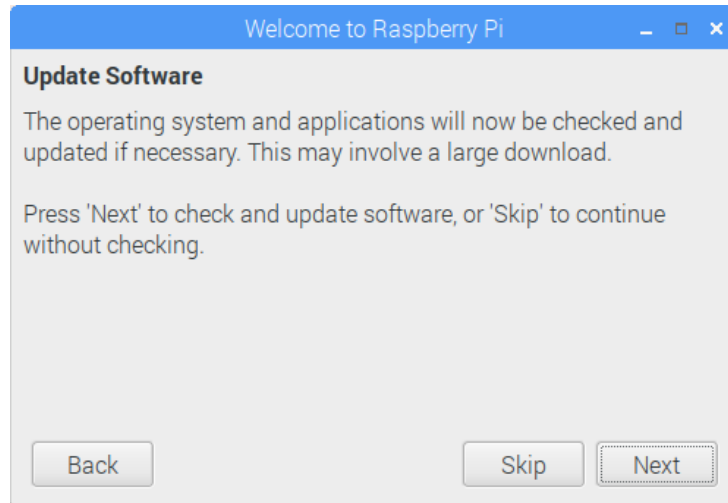 Welcome to Raspberry Pi
Update Software
The operating system and applications will now be checked and
updated if necessary. This may involve a large download.
Press 'Next' to check and update software, or 'Skip' to continue
without checking.
Back Skip Next